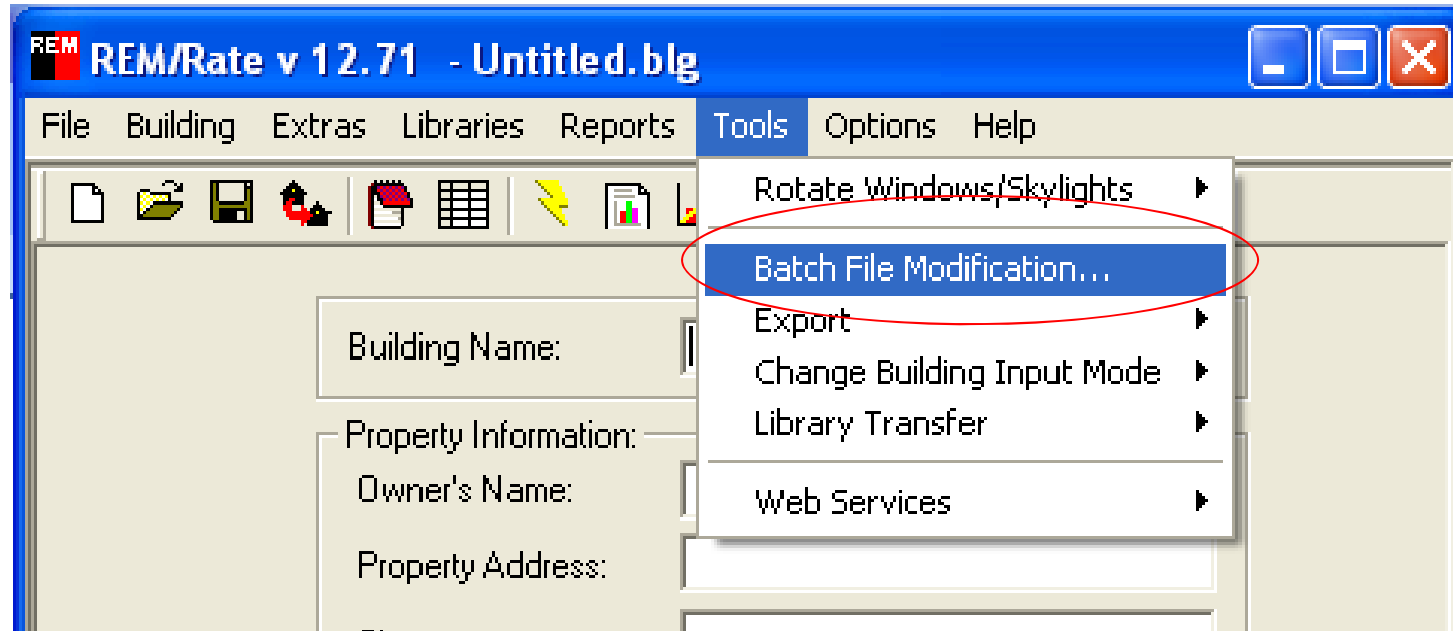 REM REM/Rate v 12.71 - Untitled.blg
File Building Extras Libraries Reports Tools Options Help
Rotate Windows/Skylights
Batch File Modification...
Export
Change Building Input Mode
Library Transfer
Web Services
Building Name:
Property Information:
Owner's Name:
Property Address: